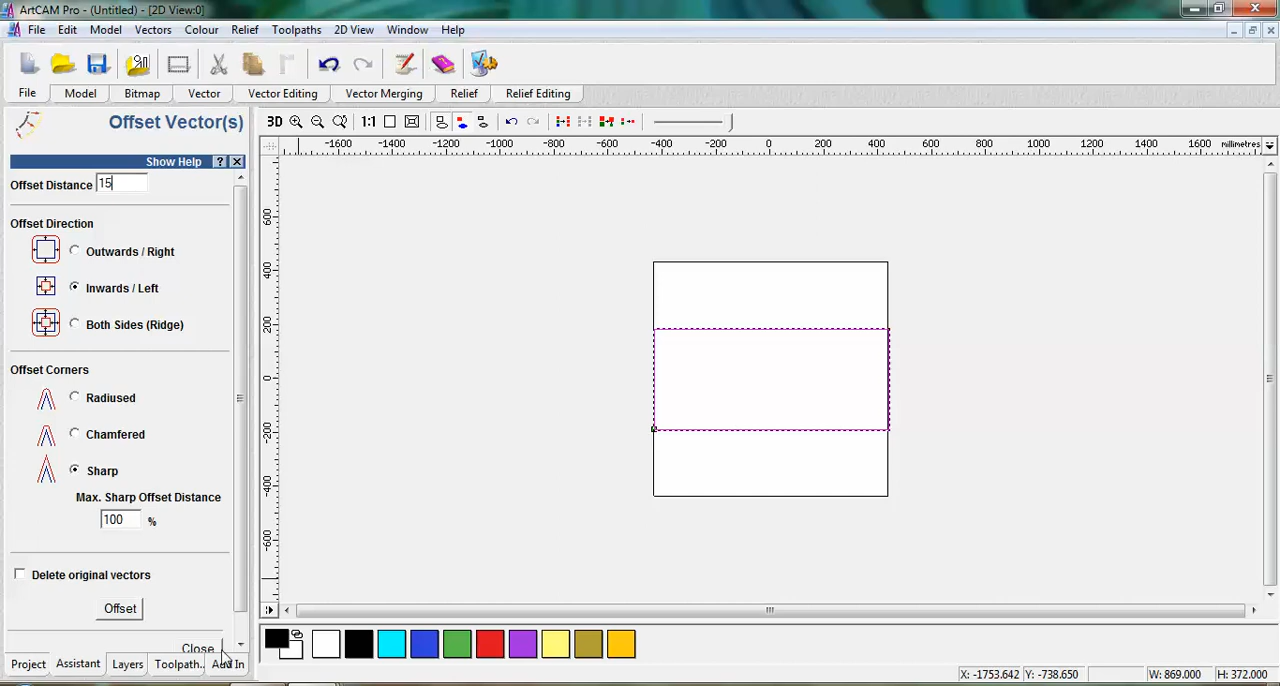 ArtCAM Pro - (Untitled) - [2D View:0]
File Edit Model Vectors Colour Relief Toolpaths 2D View Window Help
File Model Bitmap Vector Vector Editing Vector Merging Relief Relief Editing
Offset Vector(s)
Show Help ? x
Offset Distance 15
Offset Direction
Outwards / Right
Inwards / Left
Both Sides (Ridge)
Offset Corners
Radiused
Chamfered
Sharp
Max. Sharp Offset Distance
100 %
Delete original vectors
Offset
Close
Project Assistant Layers Toolpath... Add In
3D 1:1
-1600 -1400 -1200 -1000 -800 -600 -400 -200 0 200 400 600 800 1000 1200 1400 1600 millimetres
600
400
200
0
-200
-400
-600
X: -1753.642 Y: -738.650 W: 869.000 H: 372.000